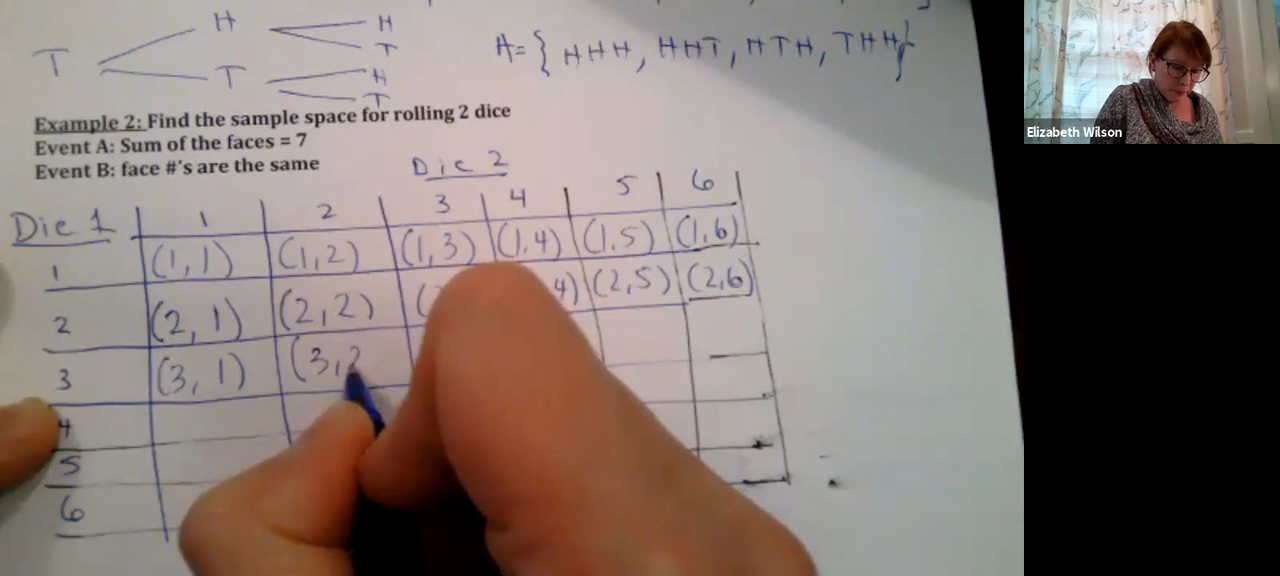 H H
T
T A={ HHH, HHT, HTH, THH}
T H
T
Example 2: Find the sample space for rolling 2 dice
Event A: Sum of the faces = 7
Event B: face #'s are the same
Die 2
Die 1 1 2 3 4 5 6
1 (1,1) (1,2) (1,3) (1,4) (1,5) (1,6)
2 (2,1) (2,2) 4) (2,5) (2,6)
3 (3,1) (3,2
4
5
6
Elizabeth Wilson